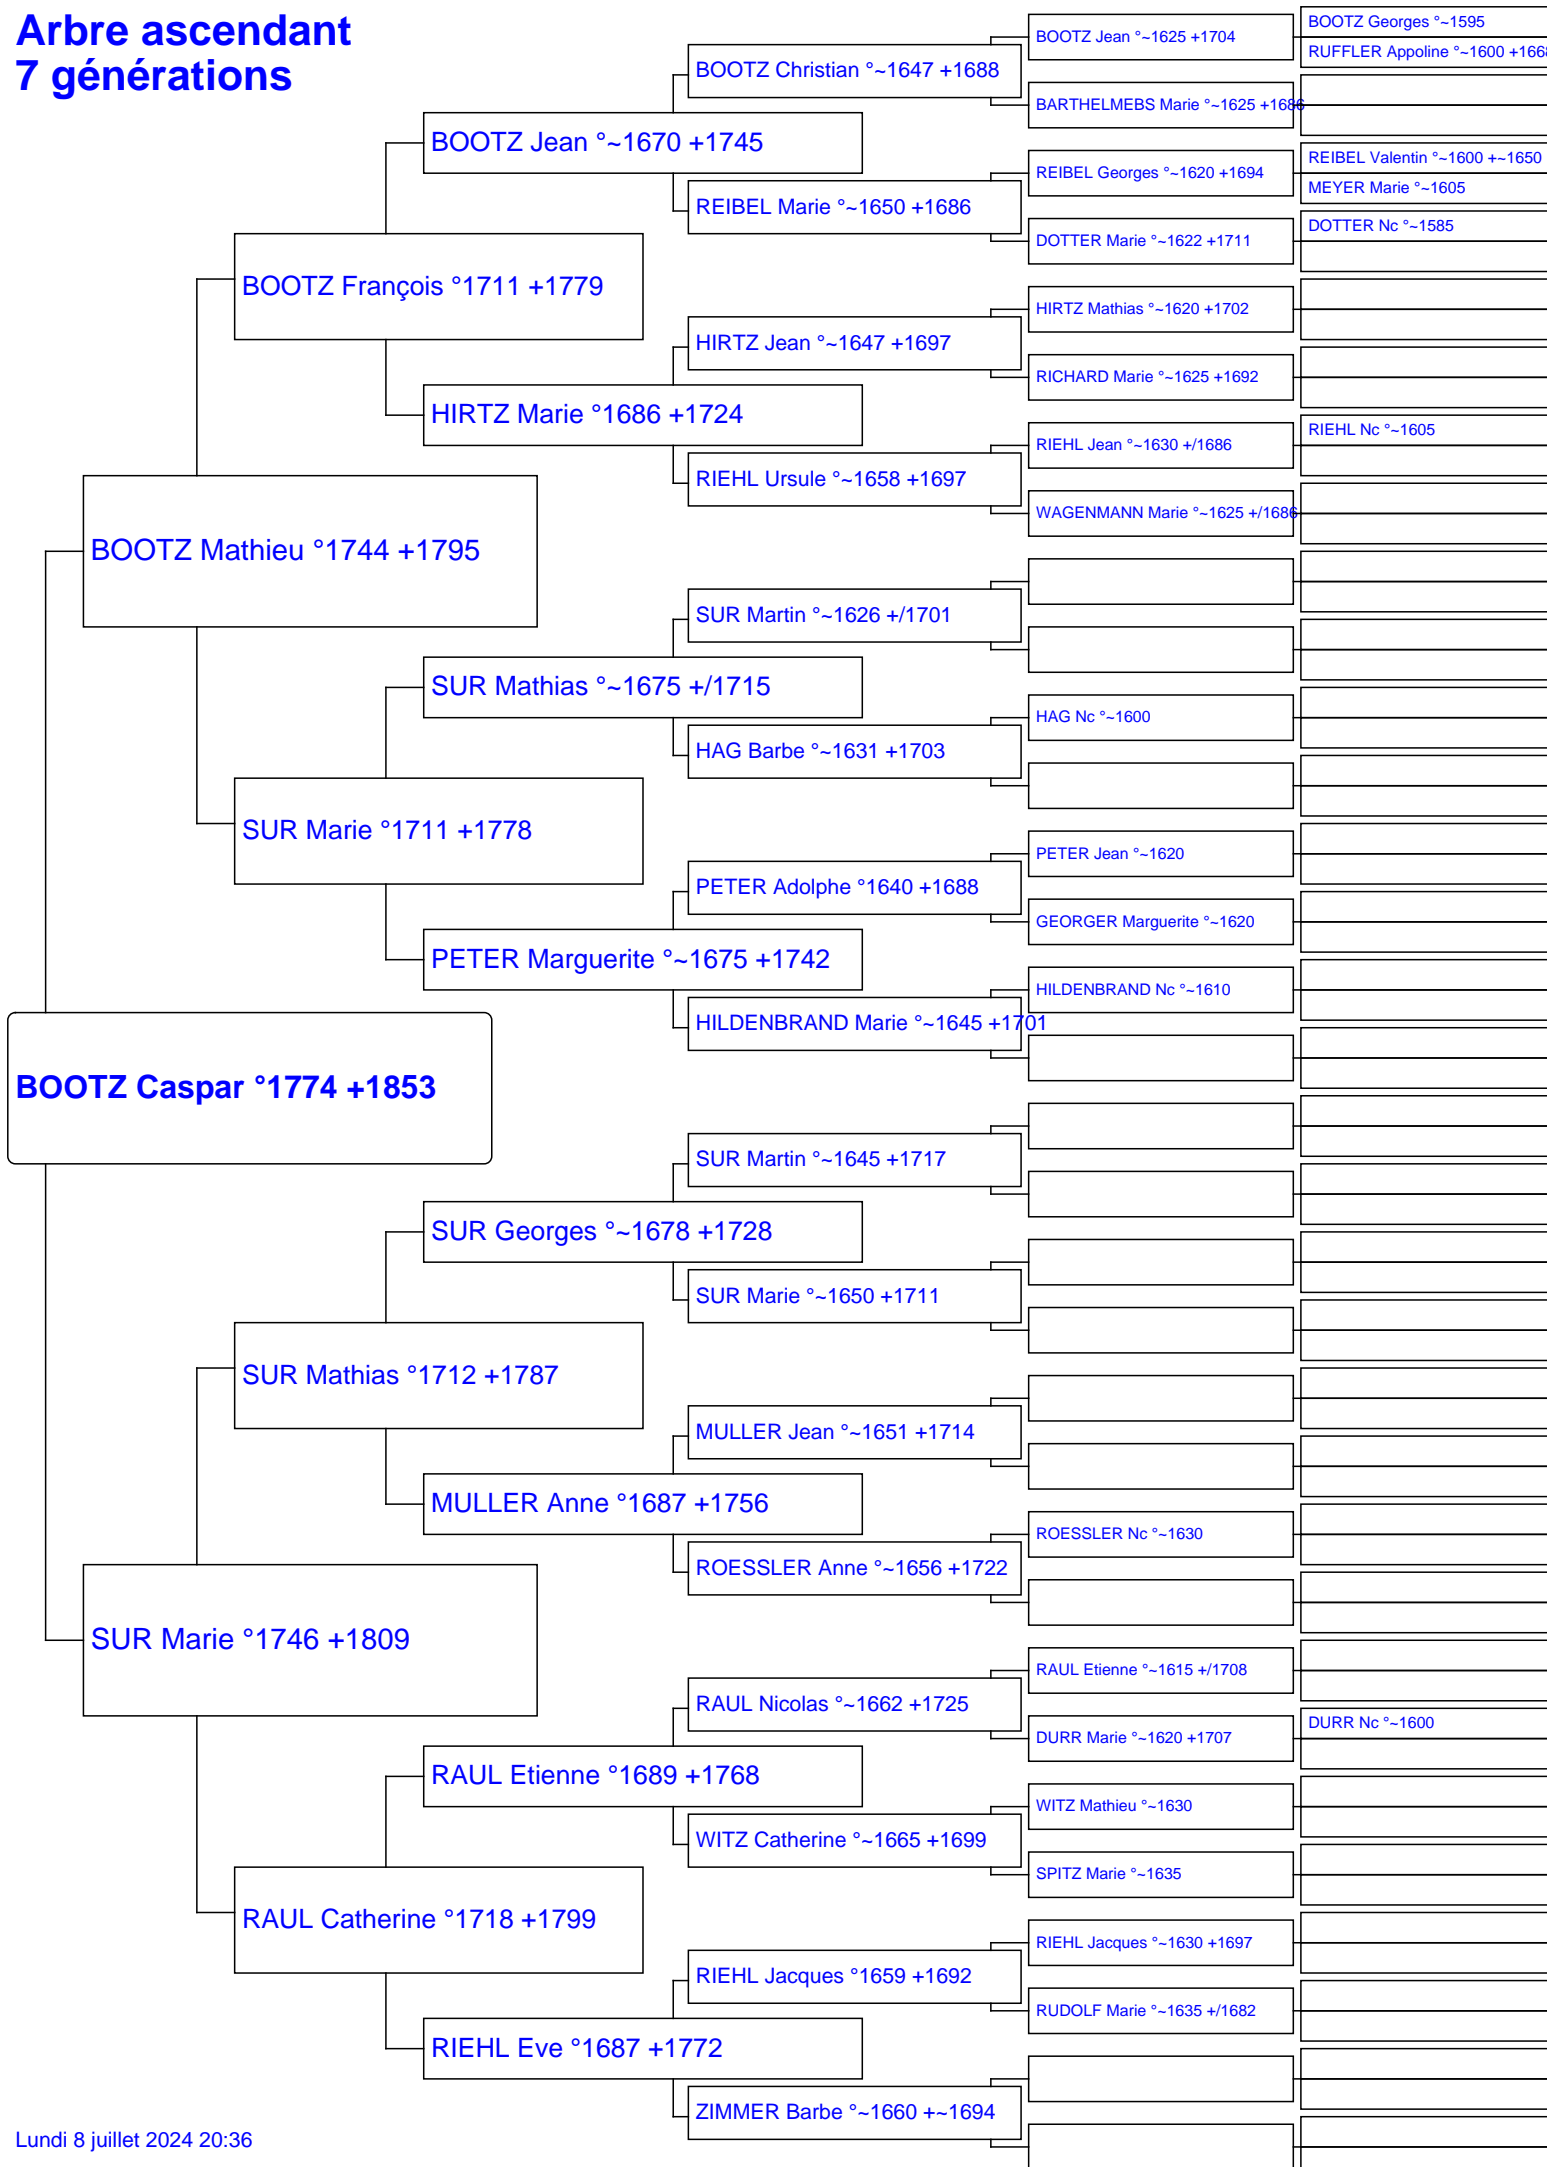 Arbre ascendant
7 générations
BOOTZ Georges °~1595
BOOTZ Jean °~1625 +1704
RUFFLER Appoline °~1600 +166
BOOTZ Christian °~1647 +1688
BARTHELMEBS Marie °~1625 +1686
BOOTZ Jean °~1670 +1745
REIBEL Valentin °~1600 +~1650
REIBEL Georges °~1620 +1694
MEYER Marie °~1605
REIBEL Marie °~1650 +1686
DOTTER Nc °~1585
DOTTER Marie °~1622 +1711
BOOTZ François °1711 +1779
HIRTZ Mathias °~1620 +1702
HIRTZ Jean °~1647 +1697
RICHARD Marie °~1625 +1692
HIRTZ Marie °1686 +1724
RIEHL Nc °~1605
RIEHL Jean °~1630 +/1686
RIEHL Ursule °~1658 +1697
WAGENMANN Marie °~1625 +/1686
BOOTZ Mathieu °1744 +1795
SUR Martin °~1626 +/1701
SUR Mathias °~1675 +/1715
HAG Nc °~1600
HAG Barbe °~1631 +1703
SUR Marie °1711 +1778
PETER Jean °~1620
PETER Adolphe °1640 +1688
GEORGER Marguerite °~1620
PETER Marguerite °~1675 +1742
HILDENBRAND Nc °~1610
HILDENBRAND Marie °~1645 +1701
BOOTZ Caspar °1774 +1853
SUR Martin °~1645 +1717
SUR Georges °~1678 +1728
SUR Marie °~1650 +1711
SUR Mathias °1712 +1787
MULLER Jean °~1651 +1714
MULLER Anne °1687 +1756
ROESSLER Nc °~1630
ROESSLER Anne °~1656 +1722
SUR Marie °1746 +1809
RAUL Etienne °~1615 +/1708
RAUL Nicolas °~1662 +1725
DURR Nc °~1600
DURR Marie °~1620 +1707
RAUL Etienne °1689 +1768
WITZ Mathieu °~1630
WITZ Catherine °~1665 +1699
SPITZ Marie °~1635
RAUL Catherine °1718 +1799
RIEHL Jacques °~1630 +1697
RIEHL Jacques °1659 +1692
RUDOLF Marie °~1635 +/1682
RIEHL Eve °1687 +1772
ZIMMER Barbe °~1660 +~1694
Lundi 8 juillet 2024 20:36